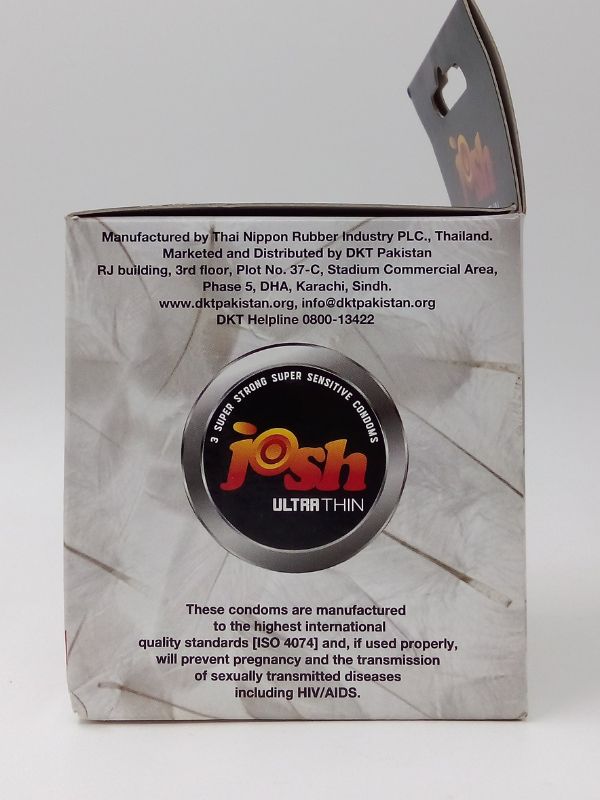 josh
Manufactured by Thai Nippon Rubber Industry PLC., Thailand.
Marketed and Distributed by DKT Pakistan
RJ building, 3rd floor, Plot No. 37-C, Stadium Commercial Area,
Phase 5, DHA, Karachi, Sindh.
www.dktpakistan.org, info@dktpakistan.org
DKT Helpline 0800-13422
3 SUPER STRONG SUPER SENSITIVE CONDOMS
josh
ULTRATHIN
These condoms are manufactured
to the highest international
quality standards [ISO 4074] and, if used properly,
will prevent pregnancy and the transmission
of sexually transmitted diseases
including HIV/AIDS.